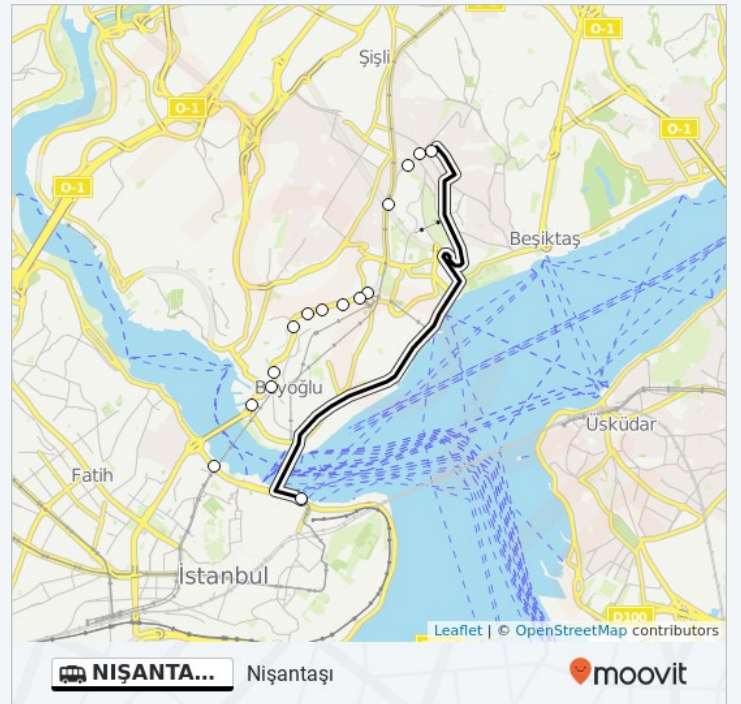 O-1
Şişli
O-1
O-1
O-1
Beşiktaş
Beyoğlu
Üsküdar
Fatih
İstanbul
D100
Leaflet | © OpenStreetMap contributors
NIŞANTA...
Nişantaşı
moovit